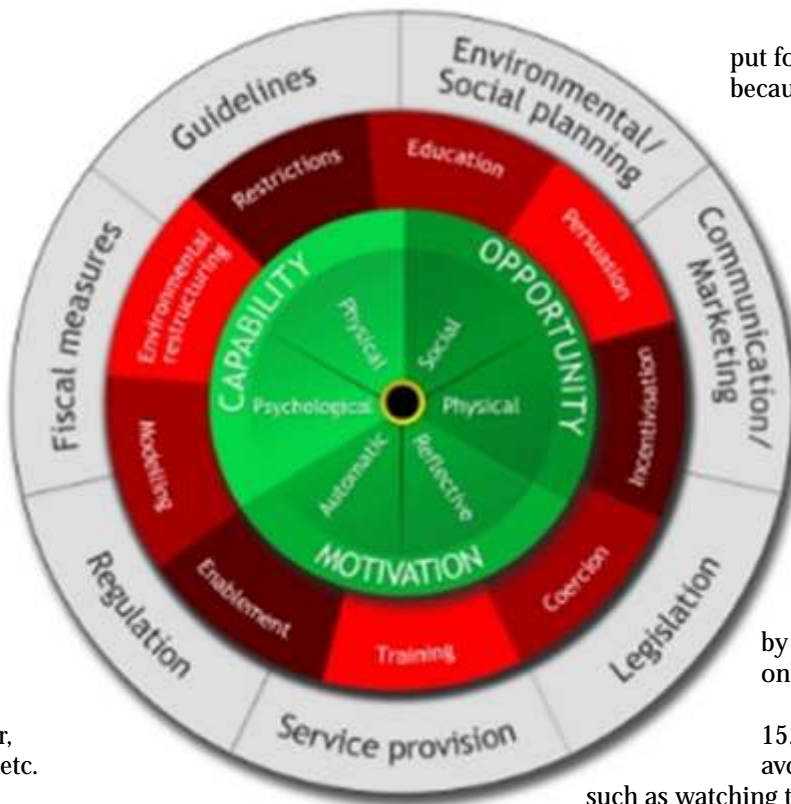 put fo
becau
Environmental/
Social planning
Communication/
Marketing
Legislation
Service provision
Regulation
Fiscal measures
Guidelines
Restrictions
Education
Persuasion
Incentivisation
Coercion
Training
Enablement
Modelling
Environmental
restructuring
CAPABILITY
OPPORTUNITY
MOTIVATION
Physical
Social
Psychological
Physical
Automatic
Reflective
by
on
r,
etc.
15.
avo
such as watching t